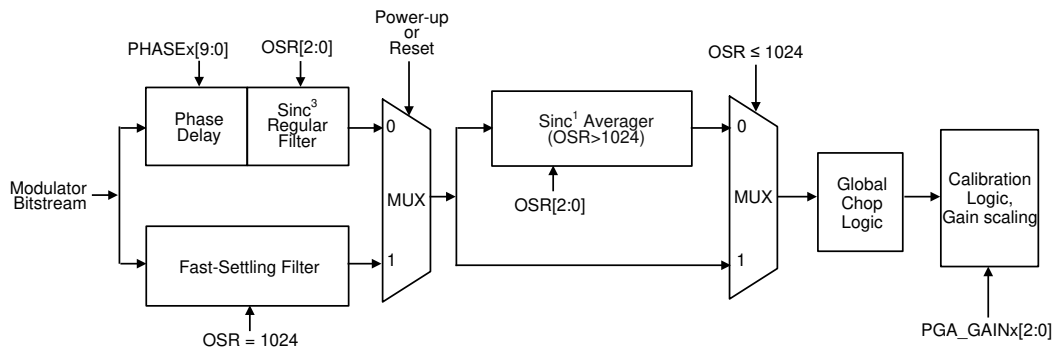 Power-up
or
Reset
PHASEx[9:0]
OSR[2:0]
OSR ≤ 1024
Phase
Delay
Sinc³
Regular
Filter
0
Sinc¹ Averager
(OSR>1024)
0
Modulator
Bitstream
MUX
OSR[2:0]
MUX
Global
Chop
Logic
Calibration
Logic,
Gain scaling
Fast-Settling Filter
1
1
OSR = 1024
PGA_GAINx[2:0]